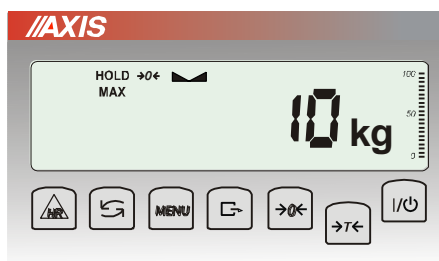 //AXIS
HOLD →0←
MAX
100
50
0
10 kg
HR
MENU
→0←
→T←
I/⏻